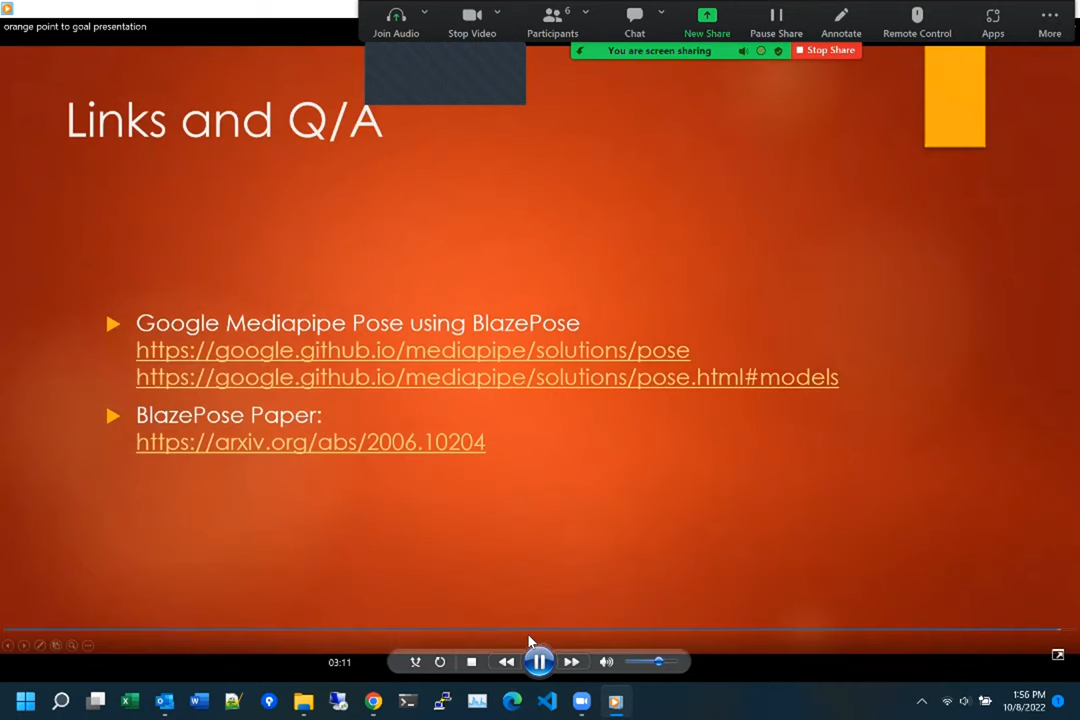 orange point to goal presentation
Join Audio
Stop Video
6
Participants
Chat
New Share
Pause Share
Annotate
Remote Control
Apps
More
You are screen sharing
Stop Share
Links and Q/A
Google Mediapipe Pose using BlazePose
https://google.github.io/mediapipe/solutions/pose
https://google.github.io/mediapipe/solutions/pose.html#models
BlazePose Paper:
https://arxiv.org/abs/2006.10204
03:11
1:56 PM
10/8/2022
1